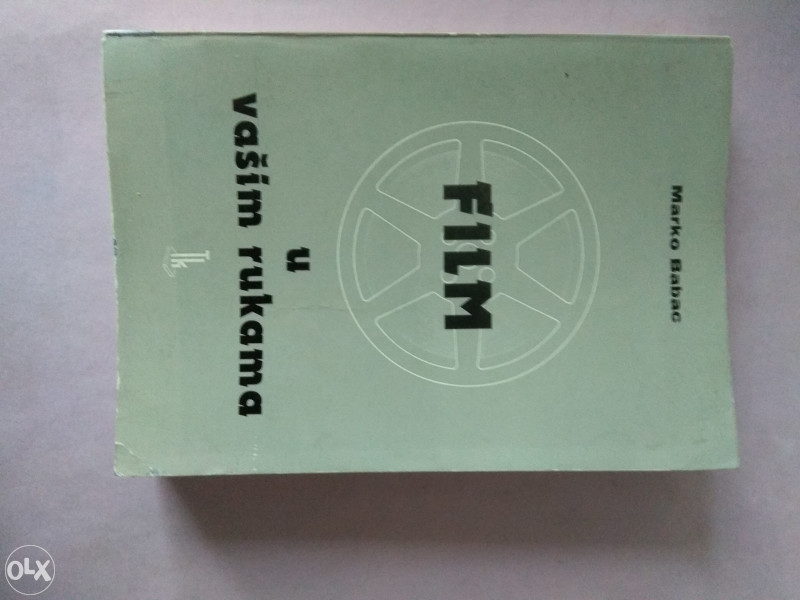 Marko Babac
FILM
u
vašim rukama
OLX